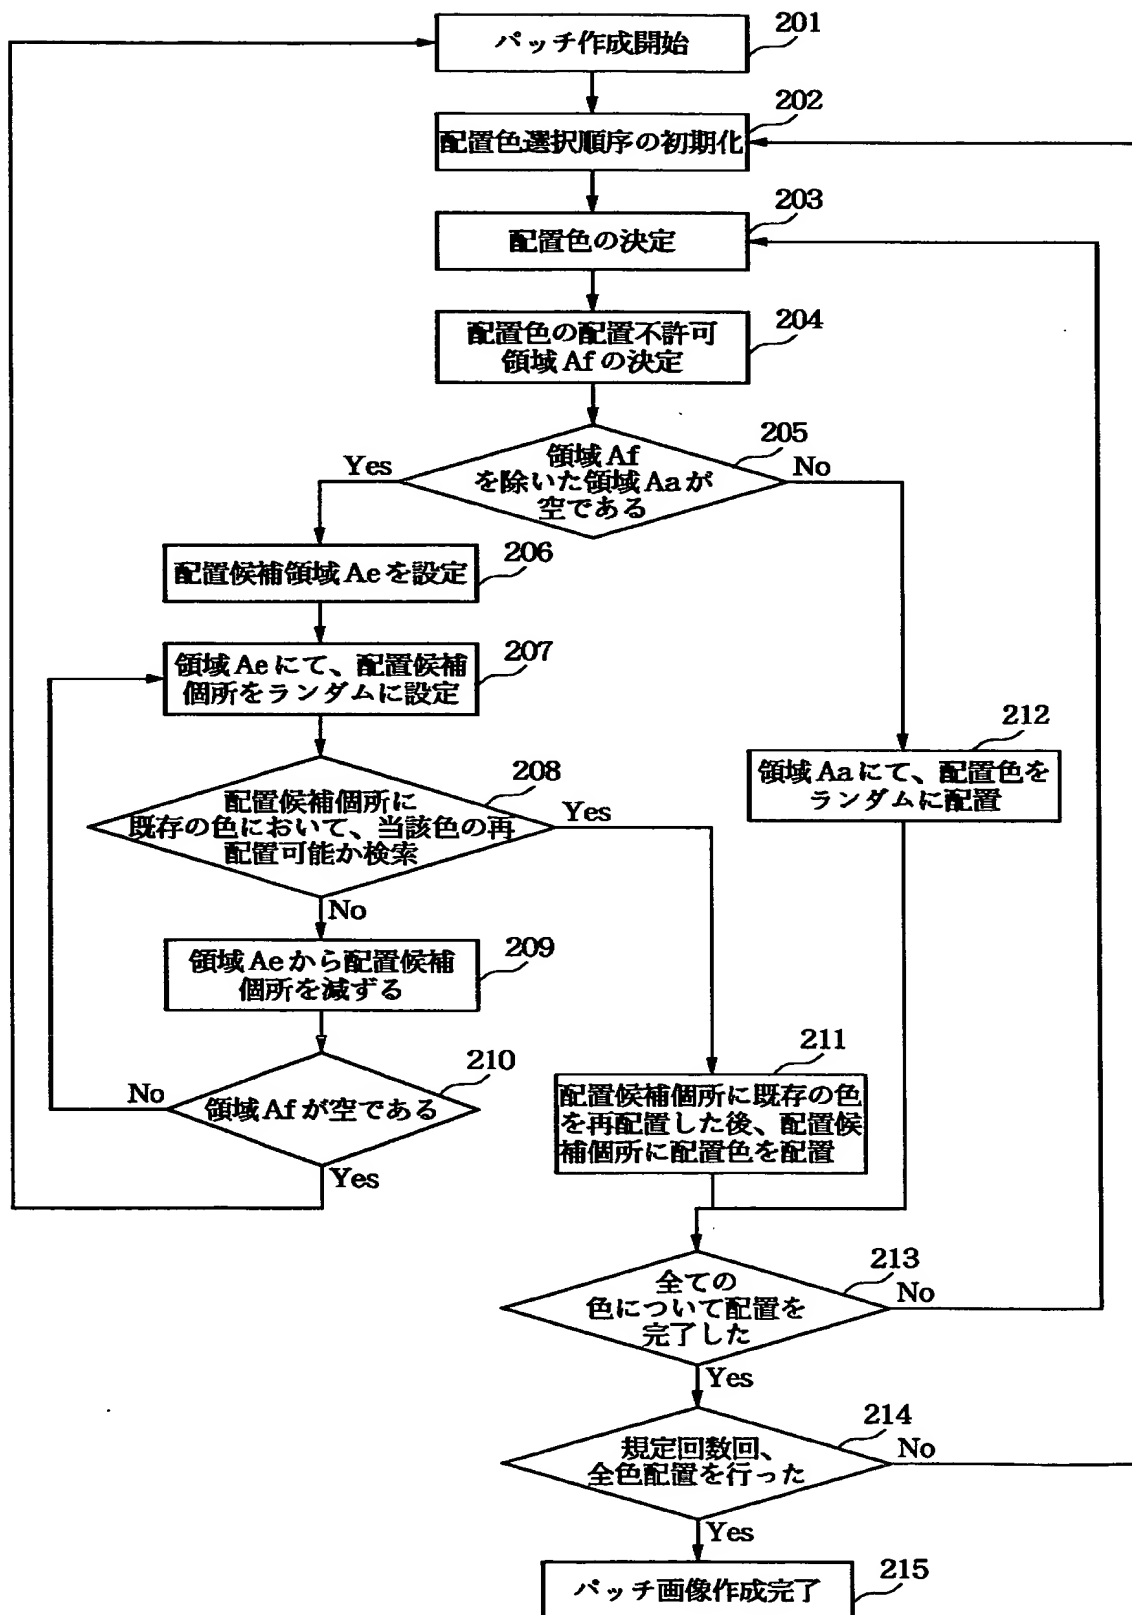 201
パッチ作成開始
202
配置色選択順序の初期化
203
配置色の決定
204
配置色の配置不許可
領域Afの決定
205
領域Af
を除いた領域Aaが
空である
Yes
No
206
配置候補領域Aeを設定
207
領域Aeにて、配置候補
個所をランダムに設定
212
領域Aaにて、配置色を
ランダムに配置
208
配置候補個所に
既存の色において、当該色の再
配置可能か検索
Yes
No
209
領域Aeから配置候補
個所を減ずる
210
領域Afが空である
No
Yes
211
配置候補個所に既存の色
を再配置した後、配置候
補個所に配置色を配置
213
全ての
色について配置を
完了した
No
Yes
214
規定回数回、
全色配置を行った
No
Yes
215
パッチ画像作成完了